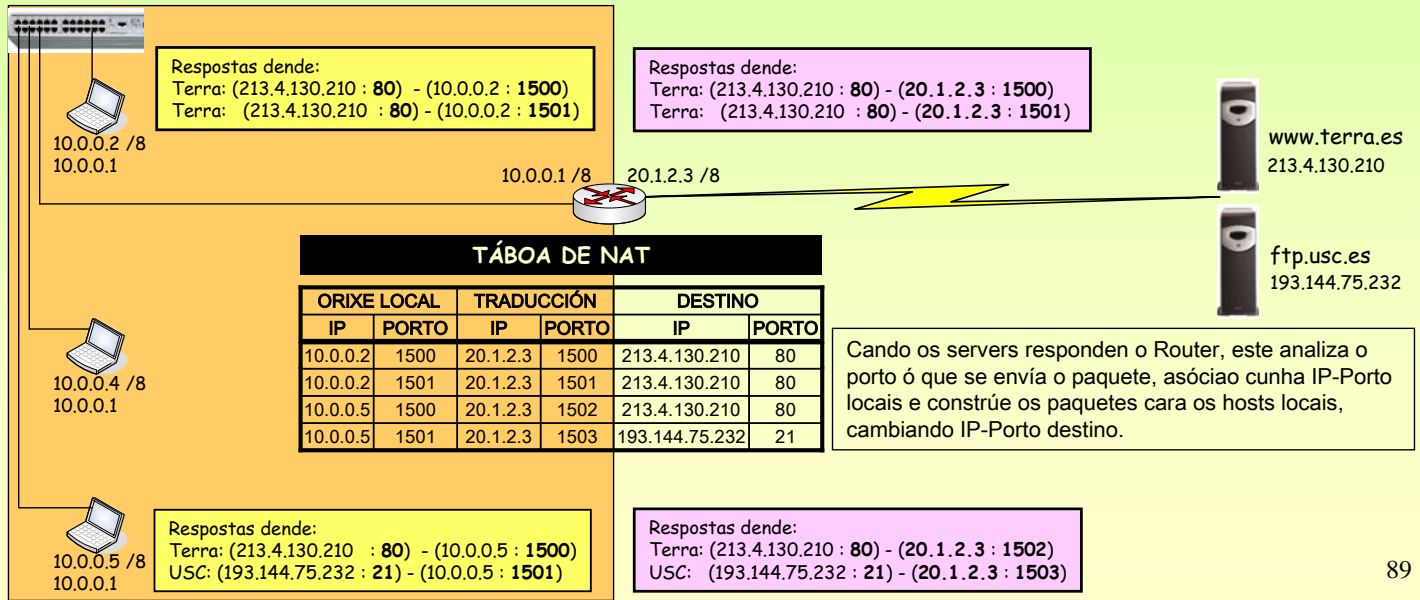 Respostas dende:
Terra: (213.4.130.210 : 80) - (10.0.0.2 : 1500)
Terra: (213.4.130.210 : 80) - (10.0.0.2 : 1501)
Respostas dende:
Terra: (213.4.130.210 : 80) - (20.1.2.3 : 1500)
Terra: (213.4.130.210 : 80) - (20.1.2.3 : 1501)
10.0.0.2 /8
10.0.0.1
www.terra.es
213.4.130.210
10.0.0.1 /8
20.1.2.3 /8
ftp.usc.es
193.144.75.232
TÁBOA DE NAT
ORIXE LOCAL TRADUCCIÓN DESTINO
IP PORTO IP PORTO IP PORTO
10.0.0.2 1500 20.1.2.3 1500 213.4.130.210 80
10.0.0.2 1501 20.1.2.3 1501 213.4.130.210 80
10.0.0.5 1500 20.1.2.3 1502 213.4.130.210 80
10.0.0.5 1501 20.1.2.3 1503 193.144.75.232 21
10.0.0.4 /8
10.0.0.1
Cando os servers responden o Router, este analiza o
porto ó que se envía o paquete, asóciao cunha IP-Porto
locais e constrúe os paquetes cara os hosts locais,
cambiando IP-Porto destino.
10.0.0.5 /8
10.0.0.1
Respostas dende:
Terra: (213.4.130.210 : 80) - (10.0.0.5 : 1500)
USC: (193.144.75.232 : 21) - (10.0.0.5 : 1501)
Respostas dende:
Terra: (213.4.130.210 : 80) - (20.1.2.3 : 1502)
USC: (193.144.75.232 : 21) - (20.1.2.3 : 1503)
89